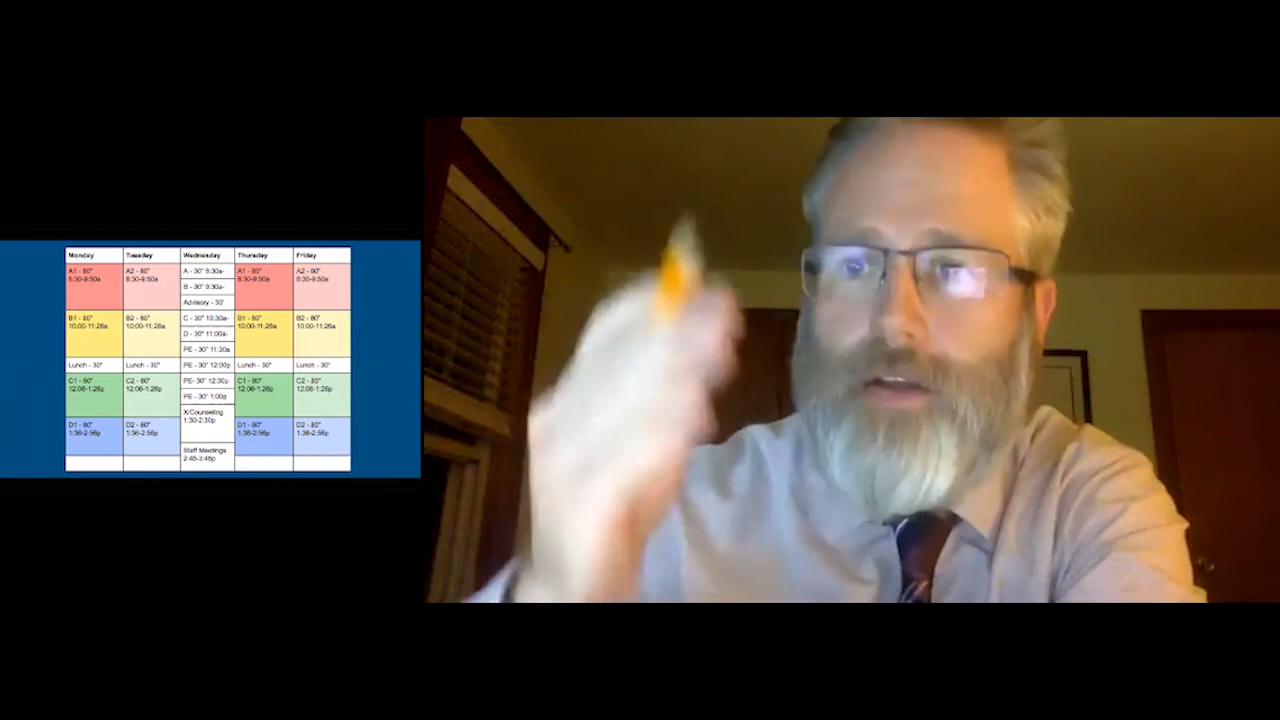 Monday Tuesday Wednesday Thursday Friday
A1 - 80" A2 - 80" A - 30" 8:30a- A1 - 80" A2 - 80"
8:30-9:50a 8:30-9:50a 8:30-9:50a 8:30-9:50a
B - 30" 9:30a-
Advisory - 30'
B1 - 80" B2 - 80" C - 30" 10:30a- B1 - 80" B2 - 80"
10:00-11:26a 10:00-11:26a 10:00-11:26a 10:00-11:26a
D - 30" 11:00a-
PE - 30" 11:30a
Lunch - 30" Lunch - 30" PE - 30" 12:00p Lunch - 30" Lunch - 30"
C1 - 80" C2 - 80" PE- 30" 12:30p C1 - 80" C2 - 80"
12:06-1:26p 12:06-1:26p 12:06-1:26p 12:06-1:26p
PE - 30" 1:00p
X/Counseling
1:30-2:30p
D1 - 80" D2 - 80" D1 - 80" D2 - 80"
1:36-2:56p 1:36-2:56p 1:36-2:56p 1:36-2:56p
Staff Meetings
2:45-3:45p